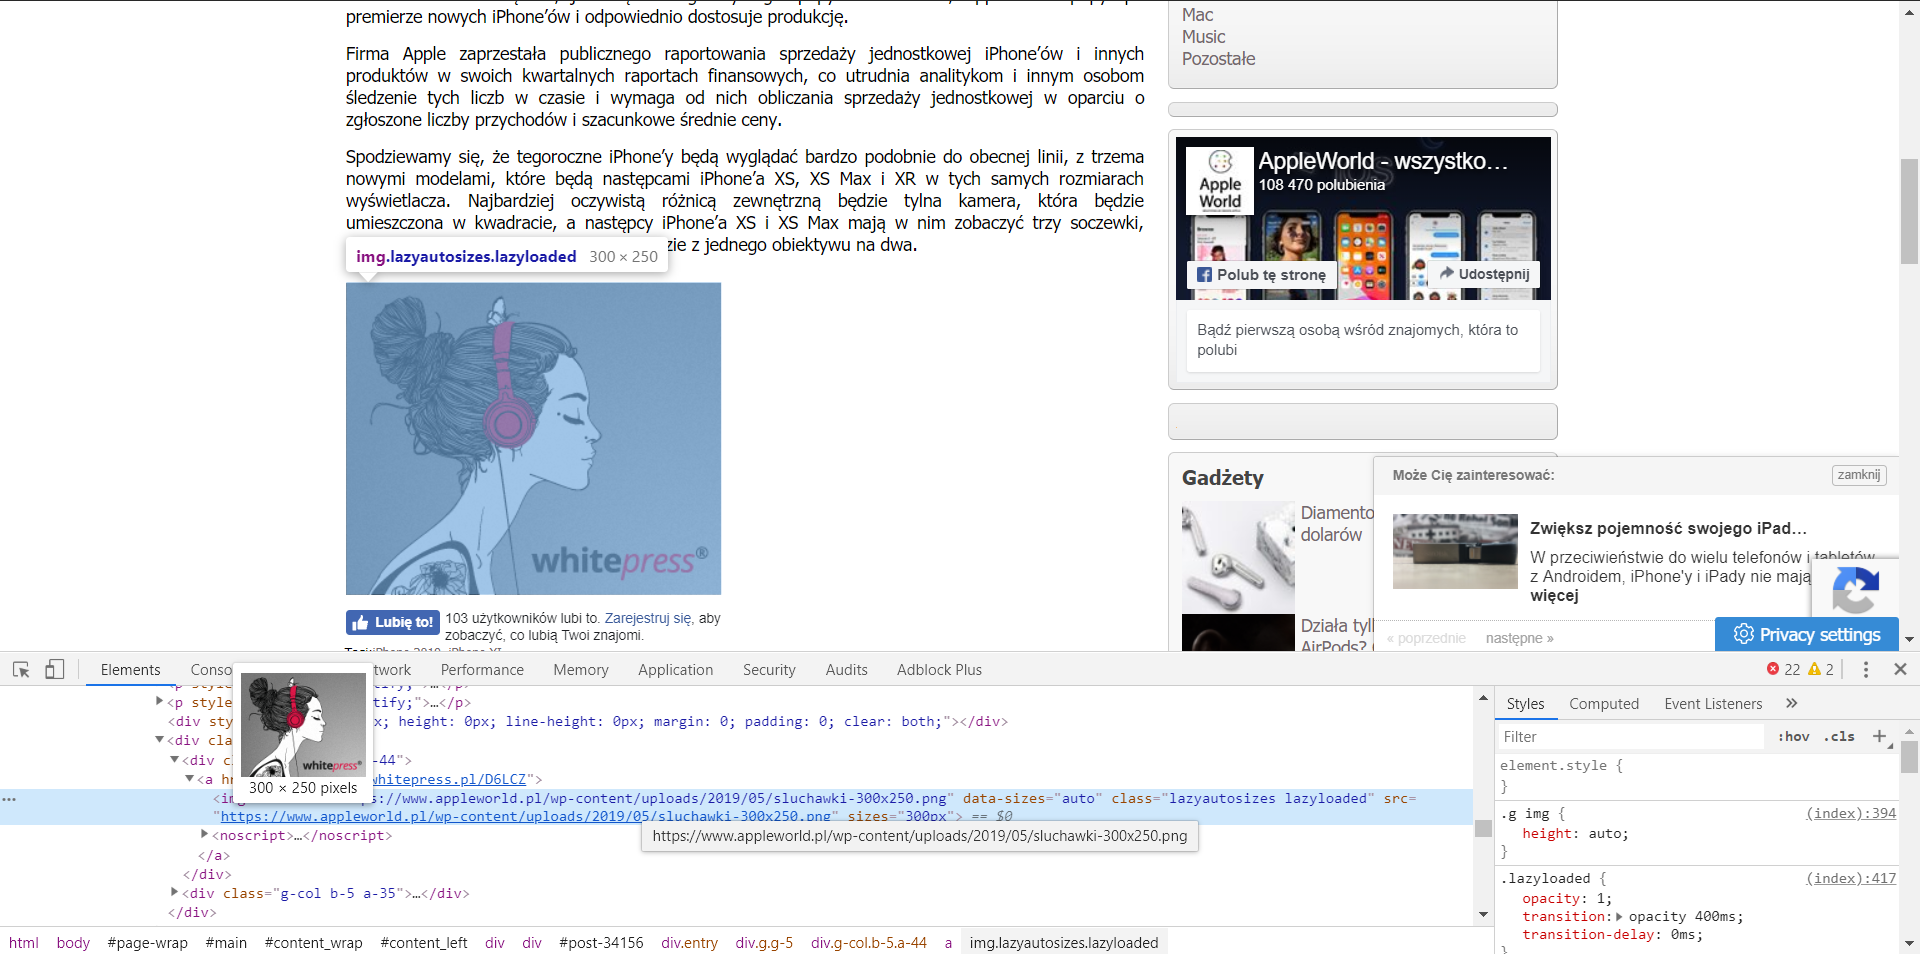 premierze nowych iPhone’ów i odpowiednio dostosuje produkcję.
Firma Apple zaprzestała publicznego raportowania sprzedaży jednostkowej iPhone’ów i innych
produktów w swoich kwartalnych raportach finansowych, co utrudnia analitykom i innym osobom
śledzenie tych liczb w czasie i wymaga od nich obliczania sprzedaży jednostkowej w oparciu o
zgłoszone liczby przychodów i szacunkowe średnie ceny.
Spodziewamy się, że tegoroczne iPhone’y będą wyglądać bardzo podobnie do obecnej linii, z trzema
nowymi modelami, które będą następcami iPhone’a XS, XS Max i XR w tych samych rozmiarach
wyświetlacza. Najbardziej oczywistą różnicą zewnętrzną będzie tylna kamera, która będzie
umieszczona w kwadracie, a następcy iPhone’a XS i XS Max mają w nim zobaczyć trzy soczewki,
zie z jednego obiektywu na dwa.
img.lazyautosizes.lazyloaded 300 × 250
whitepress®
Lubię to! 103 użytkowników lubi to. Zarejestruj się, aby
zobaczyć, co lubią Twoi znajomi.
Mac
Music
Pozostałe
Apple
World
AppleWorld - wszystko…
108 470 polubienia
Polub tę stronę
Udostępnij
Bądź pierwszą osobą wśród znajomych, która to
polubi
Gadżety
Diamento
dolarów
Działa tyl
AirPods?
Może Cię zainteresować:
zamknij
Zwiększ pojemność swojego iPad…
W przeciwieństwie do wielu telefonów i tabletów
z Androidem, iPhone'y i iPady nie mają
więcej
« poprzednie następne »
Privacy settings
Elements Conso twork Performance Memory Application Security Audits Adblock Plus
22 2
<p style tify;">…</p>
<p style tify;">…</p>
<div sty x; height: 0px; line-height: 0px; margin: 0; padding: 0; clear: both;"></div>
<div cla
<div cl -44">
<a hr whitepress.pl/D6LCZ">
<img ps://www.appleworld.pl/wp-content/uploads/2019/05/sluchawki-300x250.png" data-sizes="auto" class="lazyautosizes lazyloaded" src=
"https://www.appleworld.pl/wp-content/uploads/2019/05/sluchawki-300x250.png" sizes="300px"> == $0
<noscript>…</noscript>
</a>
</div>
<div class="g-col b-5 a-35">…</div>
</div>
whitepress®
300 × 250 pixels
https://www.appleworld.pl/wp-content/uploads/2019/05/sluchawki-300x250.png
html body #page-wrap #main #content_wrap #content_left div div #post-34156 div.entry div.g.g-5 div.g-col.b-5.a-44 a img.lazyautosizes.lazyloaded
Styles Computed Event Listeners »
Filter :hov .cls +
element.style {
}
.g img { (index):394
height: auto;
}
.lazyloaded { (index):417
opacity: 1;
transition: opacity 400ms;
transition-delay: 0ms;